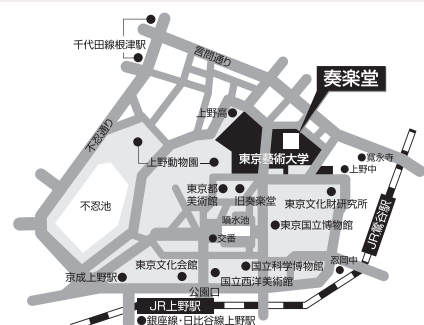 千代田線根津駅
言問通り
奏楽堂
不忍通り
上野高
東京藝術大学
寛永寺
上野中
上野動物園
東京都
美術館
旧奏楽堂
東京文化財研究所
不忍池
噴水池
東京国立博物館
交番
JR鶯谷駅
東京文化会館
国立科学博物館
忍岡中
京成上野駅
国立西洋美術館
公園口
JR上野駅
銀座線・日比谷線上野駅